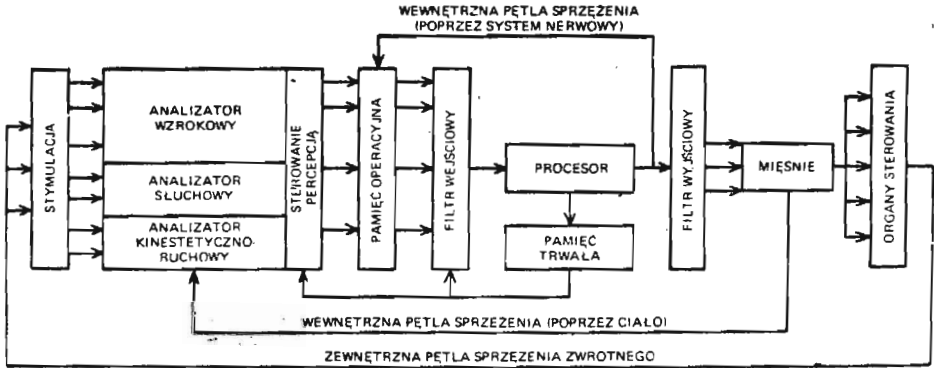 WEWNĘTRZNA PĘTLA SPRZĘŻENIA
(POPRZEZ SYSTEM NERWOWY)
STYMULACJA
ANALIZATOR
WZROKOWY
ANALIZATOR
SŁUCHOWY
ANALIZATOR
KINESTETYCZNO-
RUCHOWY
STEROWANIE
PERCEPCJĄ
PAMIĘĆ OPERACYJNA
FILTR WEJŚCIOWY
PROCESOR
PAMIĘĆ
TRWAŁA
FILTR WYJŚCIOWY
MIĘSNIE
ORGANY STEROWANIA
WEWNĘTRZNA PĘTLA SPRZĘŻENIA (POPRZEZ CIAŁO)
ZEWNĘTRZNA PĘTLA SPRZĘŻENIA ZWROTNEGO